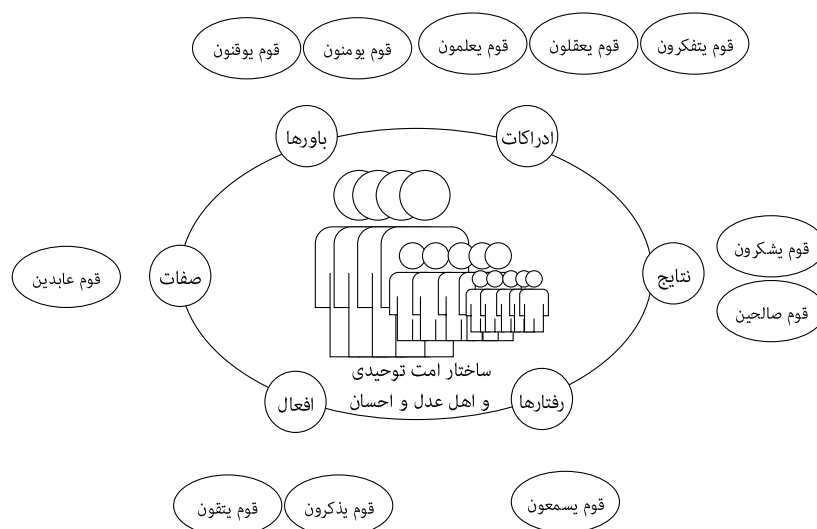 قوم یتفکرون
قوم یعقلون
قوم یعلمون
قوم یومنون
قوم یوقنون
ادراکات
باورها
قوم یشکرون
نتایج
صفات
قوم عابدین
قوم صالحین
ساختار امت توحیدی
و اهل عدل و احسان
رفتارها
افعال
قوم یسمعون
قوم یذکرون
قوم یتقون